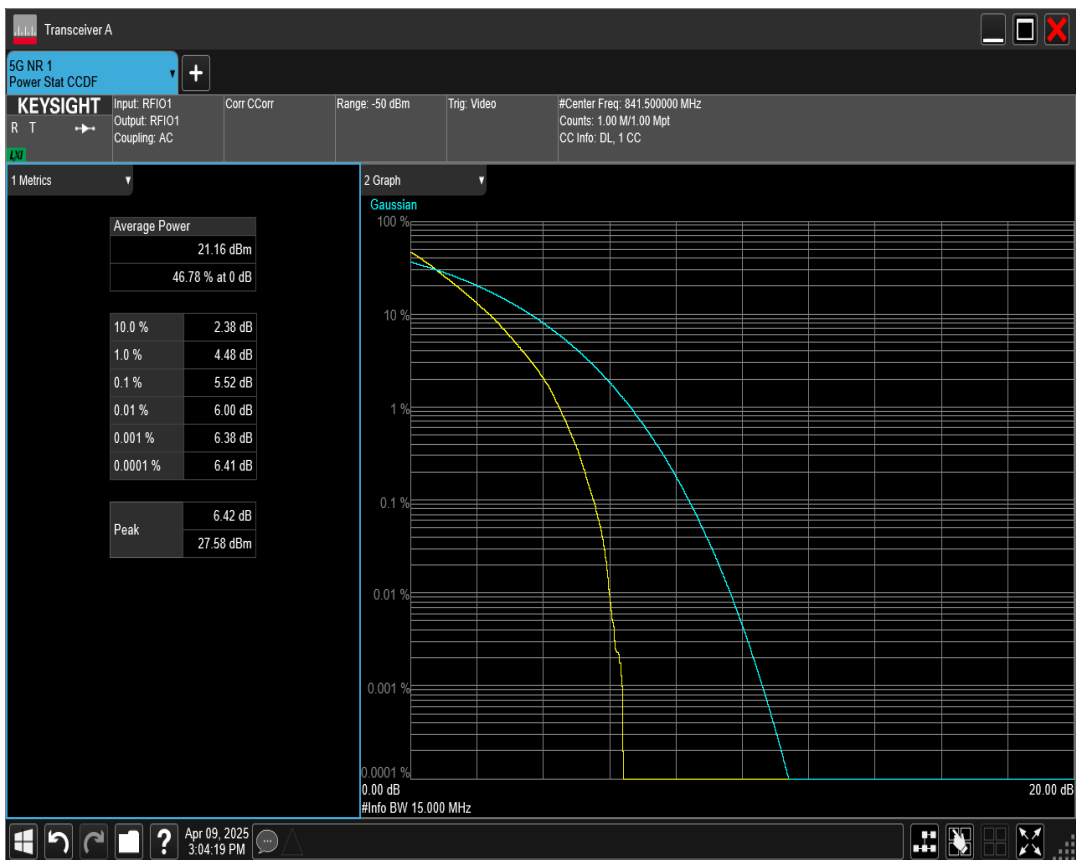 Transceiver A
5G NR 1
Power Stat CCDF
+
KEYSIGHT
R T
LXI
Input: RFIO1
Output: RFIO1
Coupling: AC
Corr CCorr
Range: -50 dBm
Trig: Video
#Center Freq: 841.500000 MHz
Counts: 1.00 M/1.00 Mpt
CC Info: DL, 1 CC
1 Metrics
Average Power
21.16 dBm
46.78 % at 0 dB
10.0 % 2.38 dB
1.0 % 4.48 dB
0.1 % 5.52 dB
0.01 % 6.00 dB
0.001 % 6.38 dB
0.0001 % 6.41 dB
Peak
6.42 dB
27.58 dBm
2 Graph
Gaussian
100 %
10 %
1 %
0.1 %
0.01 %
0.001 %
0.0001 %
0.00 dB 20.00 dB
#Info BW 15.000 MHz
?
Apr 09, 2025
3:04:19 PM